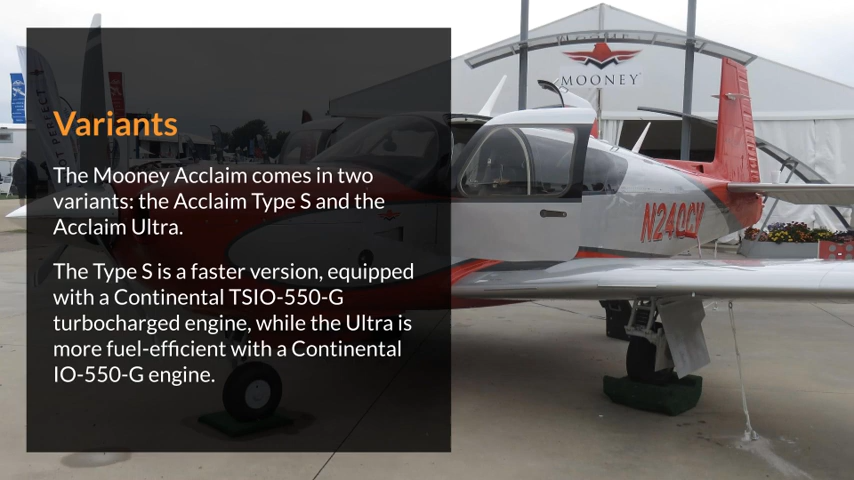 Variants
The Mooney Acclaim comes in two
variants: the Acclaim Type S and the
Acclaim Ultra.
The Type S is a faster version, equipped
with a Continental TSIO-550-G
turbocharged engine, while the Ultra is
more fuel-efficient with a Continental
IO-550-G engine.
MOONEY